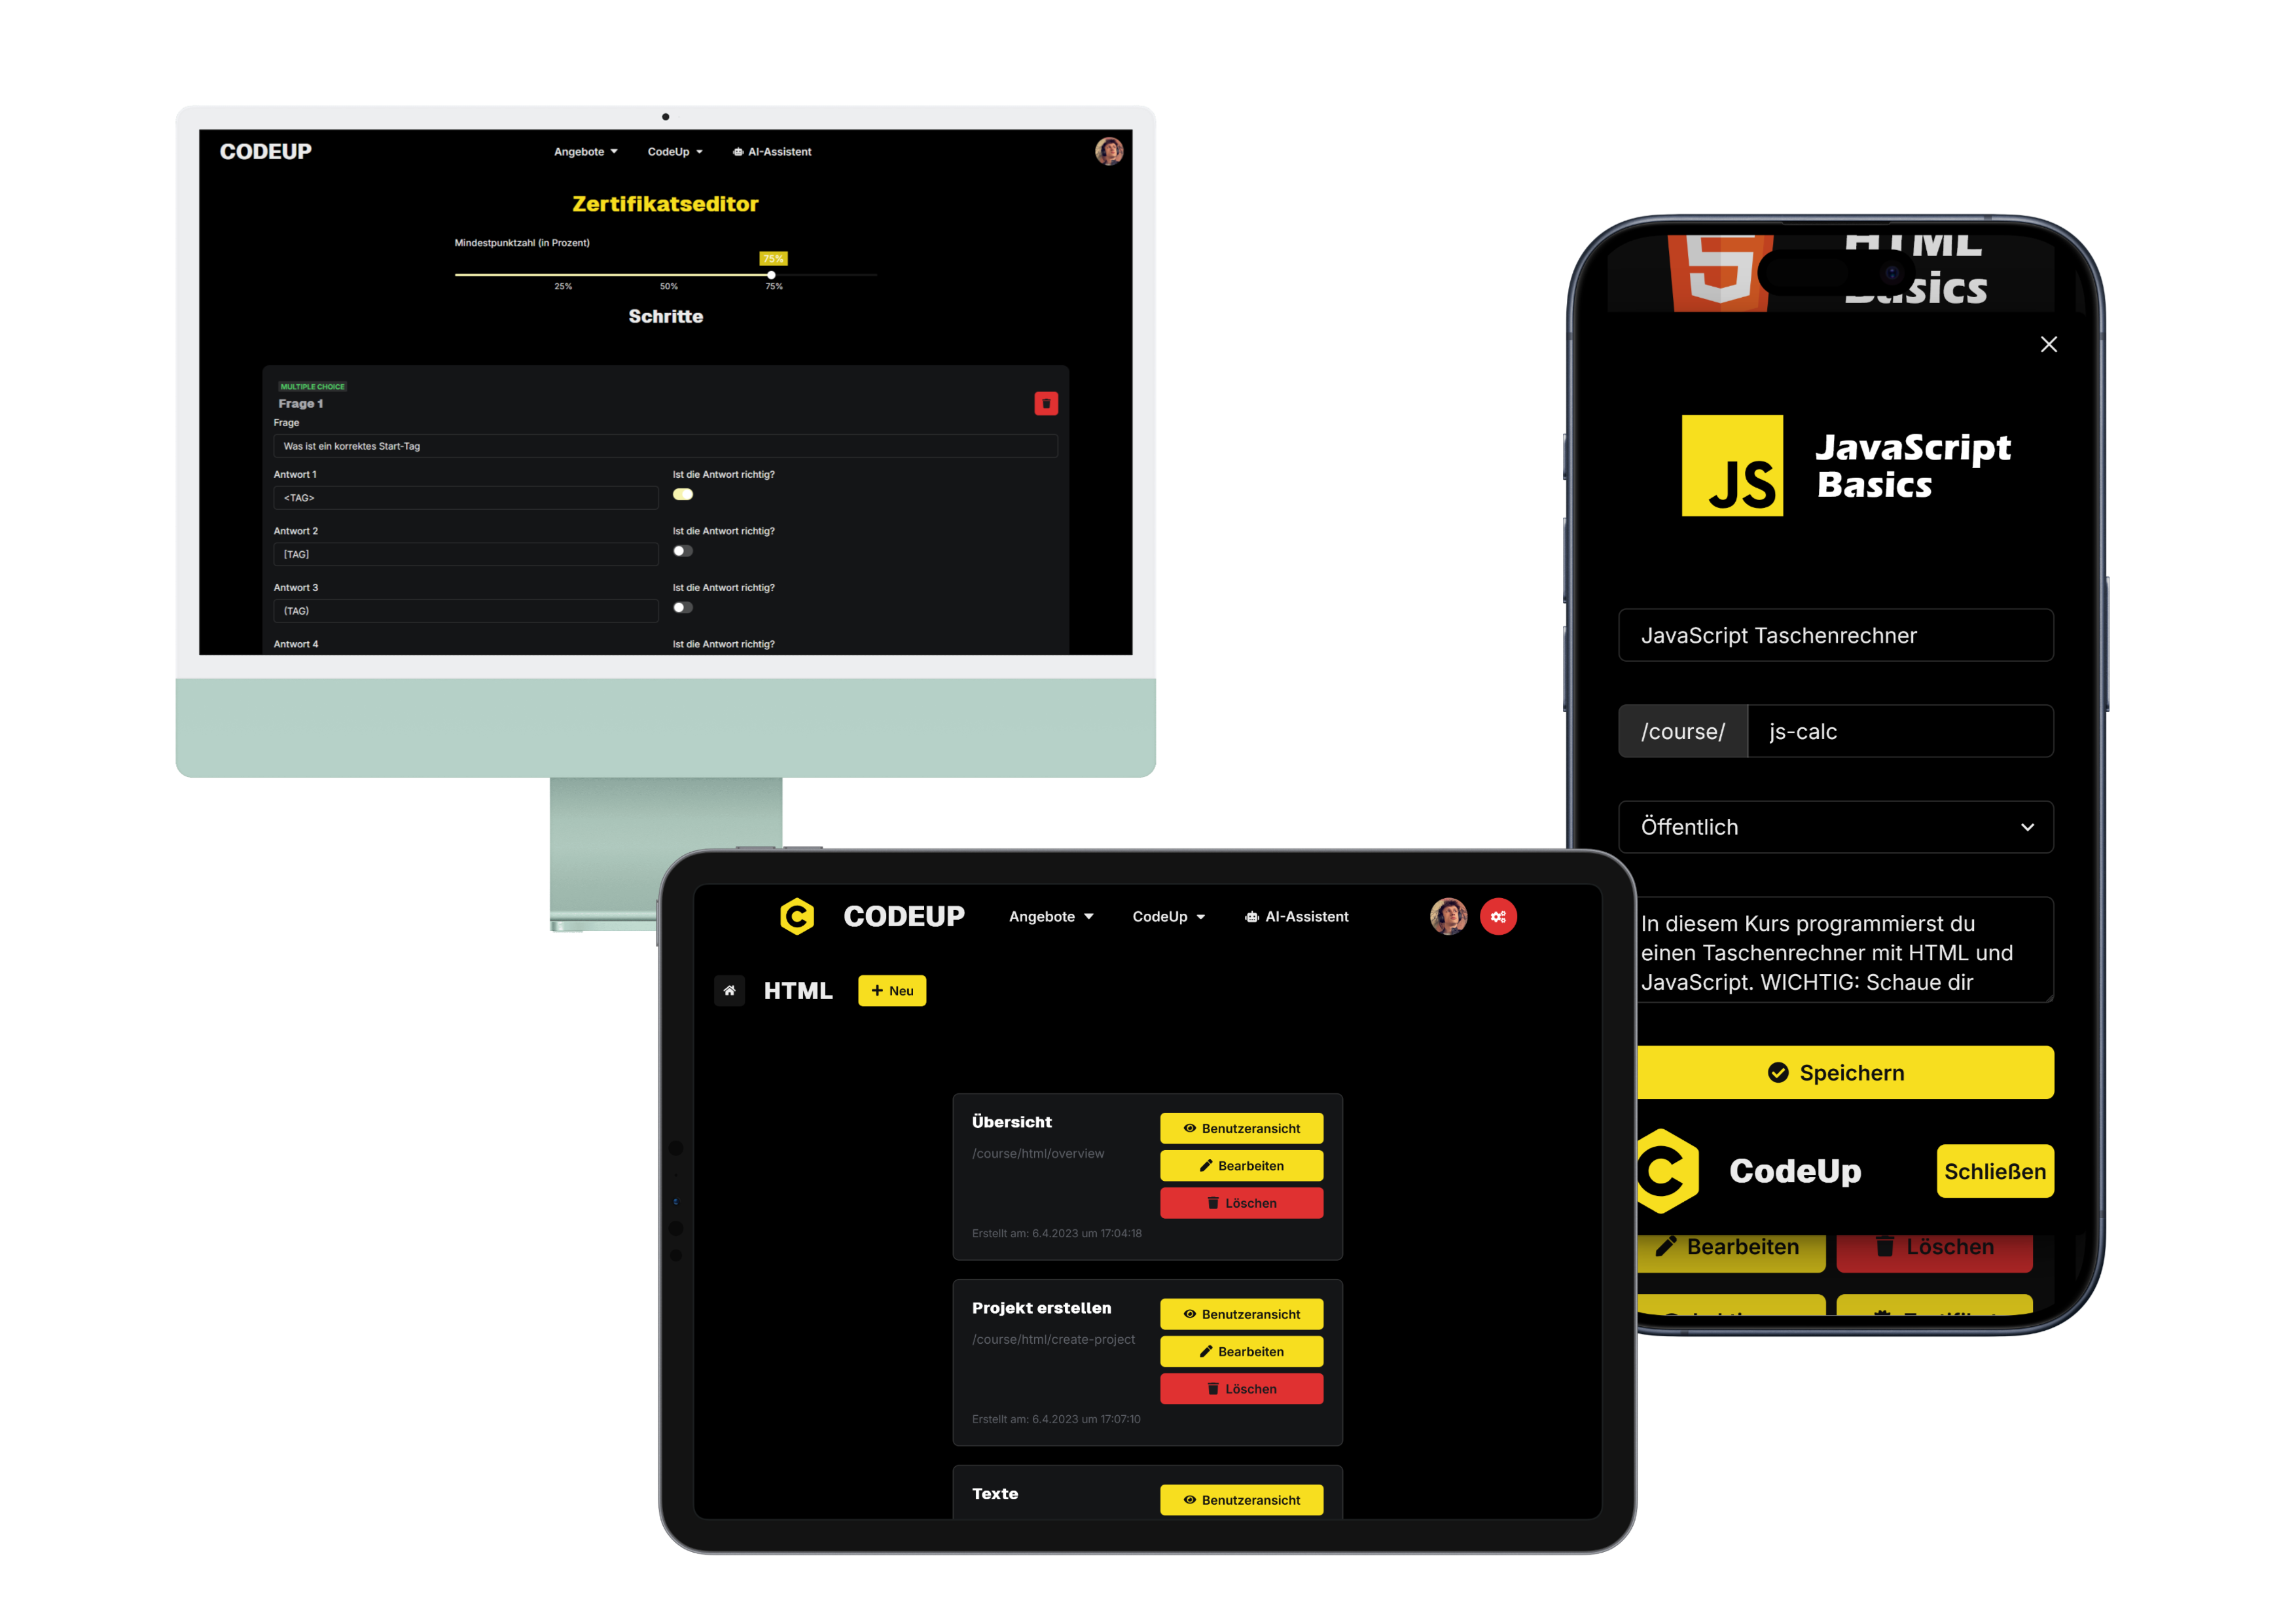 CODEUP
Angebote
CodeUp
AI-Assistent
Zertifikatseditor
Mindestpunktzahl (in Prozent)
75%
25% 50% 75%
Schritte
MULTIPLE CHOICE
Frage 1
Frage
Was ist ein korrektes Start-Tag
Antwort 1 Ist die Antwort richtig?
<TAG>
Antwort 2 Ist die Antwort richtig?
[TAG]
Antwort 3 Ist die Antwort richtig?
(TAG)
Antwort 4 Ist die Antwort richtig?
HTML
Basics
JS
JavaScript
Basics
JavaScript Taschenrechner
/course/ js-calc
Öffentlich
In diesem Kurs programmierst du
einen Taschenrechner mit HTML und
JavaScript. WICHTIG: Schaue dir
Speichern
CodeUp
Schließen
Bearbeiten
Löschen
C CODEUP
Angebote
CodeUp
AI-Assistent
HTML
+ Neu
Übersicht
/course/html/overview
Benutzeransicht
Bearbeiten
Löschen
Erstellt am: 6.4.2023 um 17:04:18
Projekt erstellen
/course/html/create-project
Benutzeransicht
Bearbeiten
Löschen
Erstellt am: 6.4.2023 um 17:07:10
Texte
Benutzeransicht